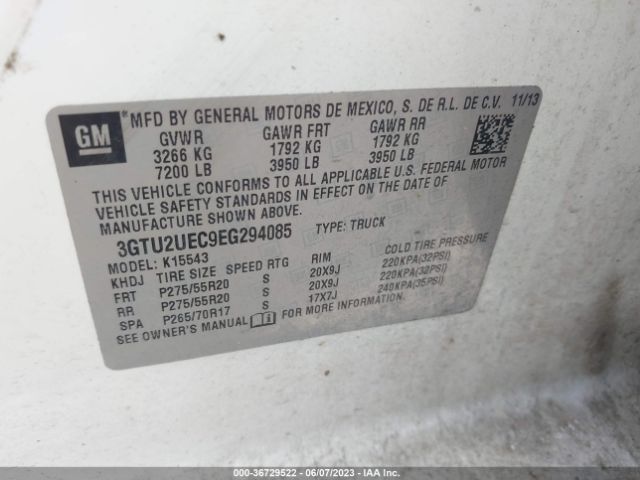 GM
MFD BY GENERAL MOTORS DE MEXICO, S. DE R.L. DE C.V. 11/13
GVWR GAWR FRT GAWR RR
3266 KG 1792 KG 1792 KG
7200 LB 3950 LB 3950 LB
THIS VEHICLE CONFORMS TO ALL APPLICABLE U.S. FEDERAL MOTOR
VEHICLE SAFETY STANDARDS IN EFFECT ON THE DATE OF
MANUFACTURE SHOWN ABOVE.
3GTU2UEC9EG294085 TYPE: TRUCK
MODEL: K15543
KHDJ TIRE SIZE SPEED RTG RIM COLD TIRE PRESSURE
FRT P275/55R20 S 20X9J 220KPA(32PSI)
RR P275/55R20 S 20X9J 220KPA(32PSI)
SPA P265/70R17 S 17X7J 240KPA(35PSI)
SEE OWNER'S MANUAL FOR MORE INFORMATION.
000-36729522 - 06/07/2023 - IAA Inc.